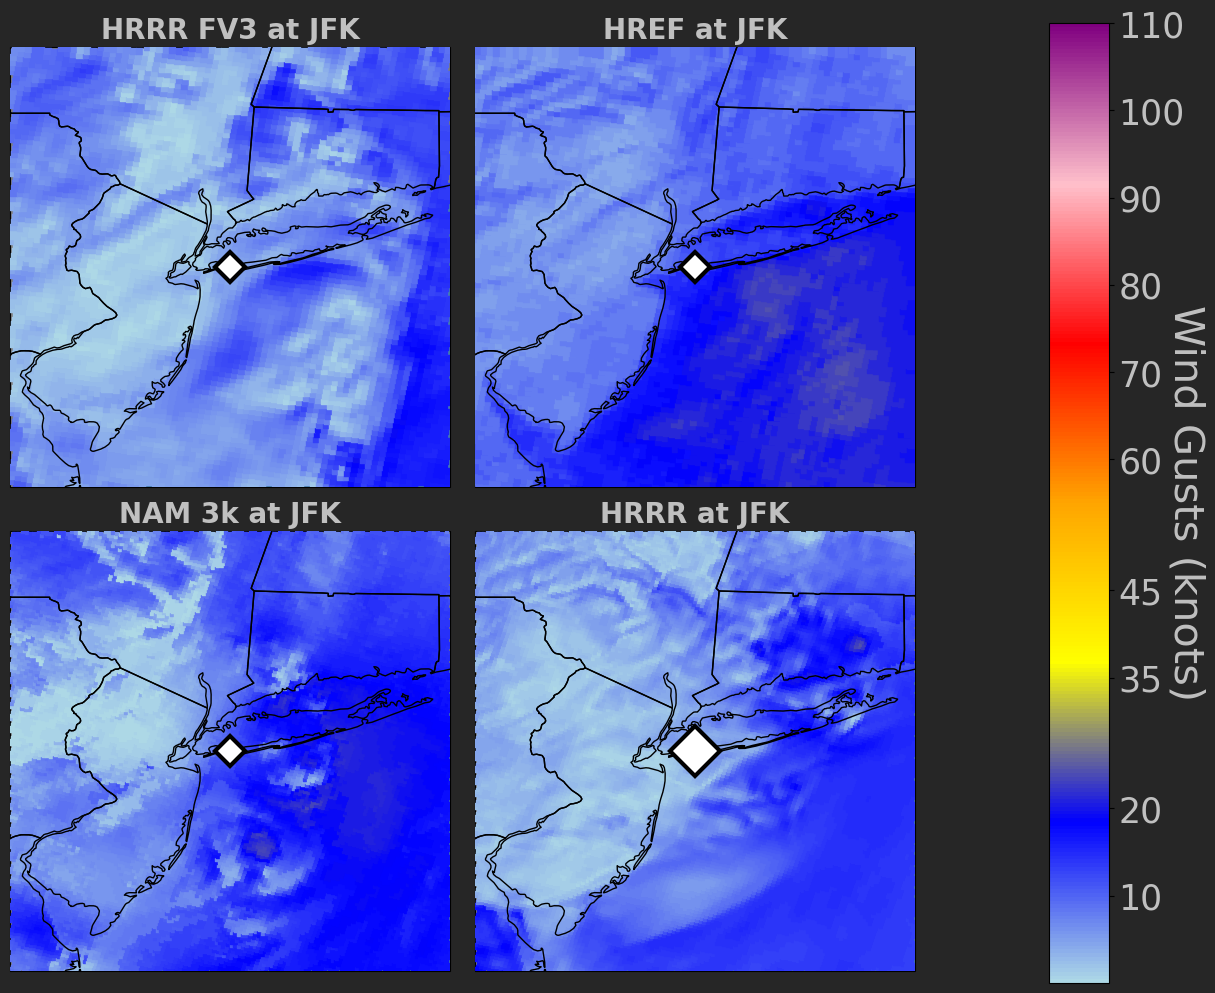 HRRR FV3 at JFK
HREF at JFK
NAM 3k at JFK
HRRR at JFK
110
100
90
80
70
60
45
35
20
10
Wind Gusts (knots)